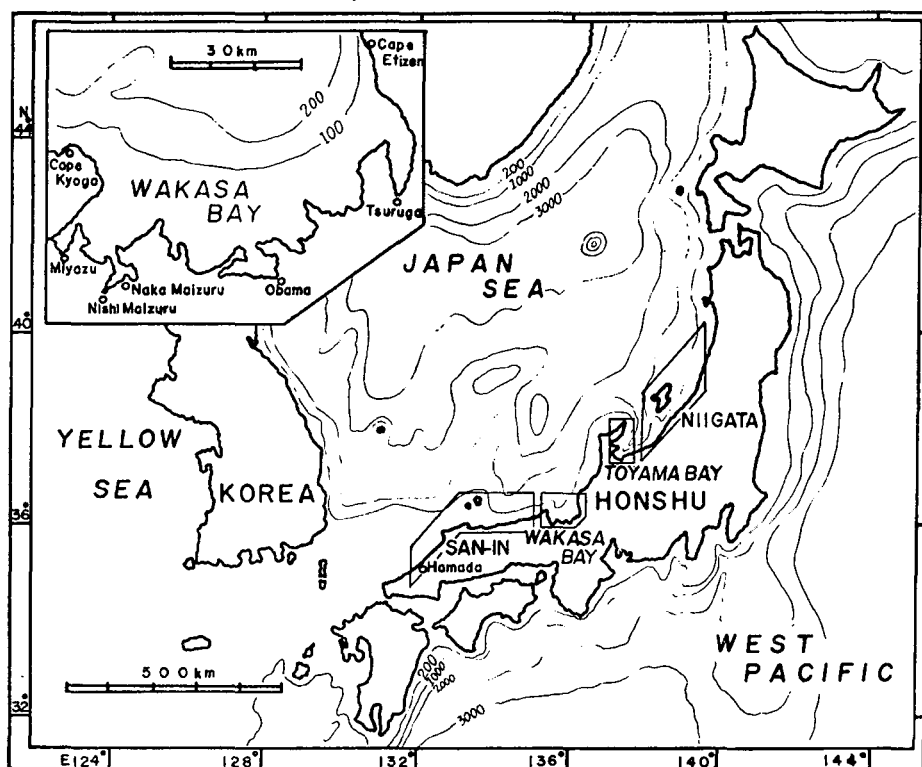 30km
Cape
Etizen
200
100
Cape
Kyoga
WAKASA
BAY
Tsuruga
Miyazu
Naka Maizuru
Obama
Nishi Maizuru
N
44°
40
36
32
200
1000
2000
3000
JAPAN
SEA
YELLOW
SEA
KOREA
NIIGATA
TOYAMA BAY
HONSHU
SAN-IN
WAKASA
BAY
Hamada
WEST
PACIFIC
500km
200
1000
2000
3000
E124°
128°
132°
136°
140°
144°